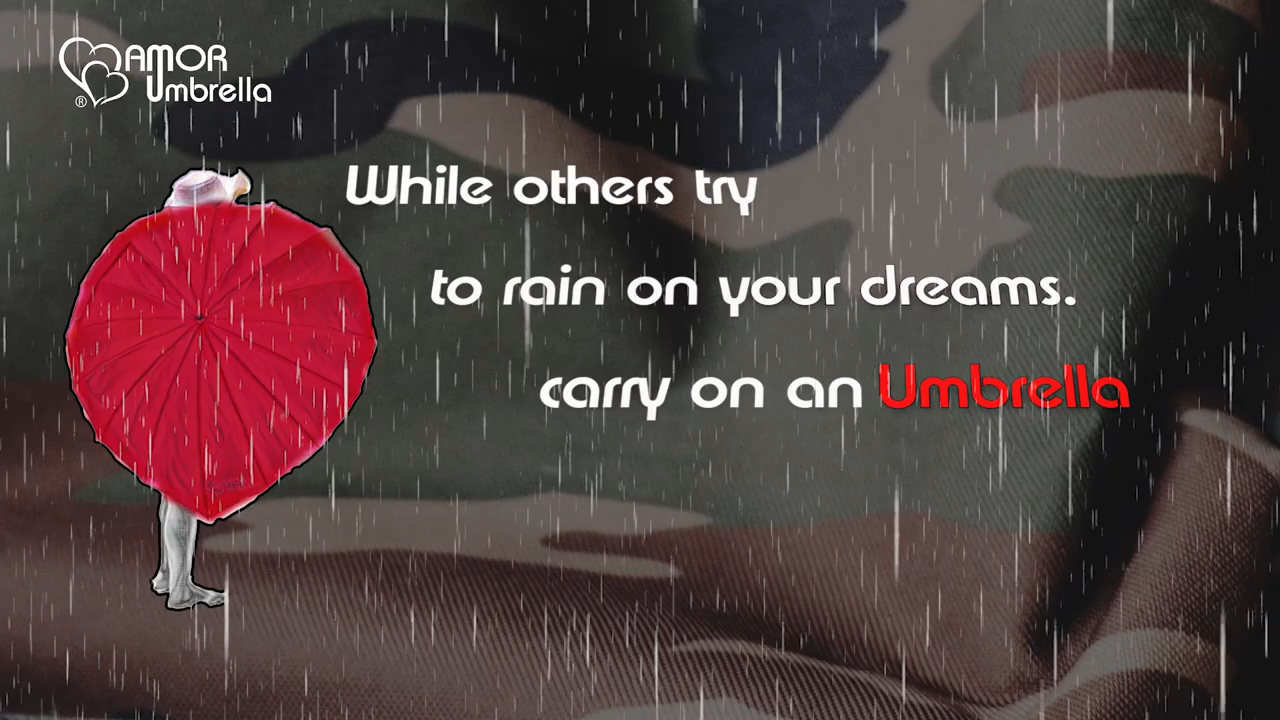 AMOR
Umbrella
®
While others try
to rain on your dreams.
carry on an Umbrella